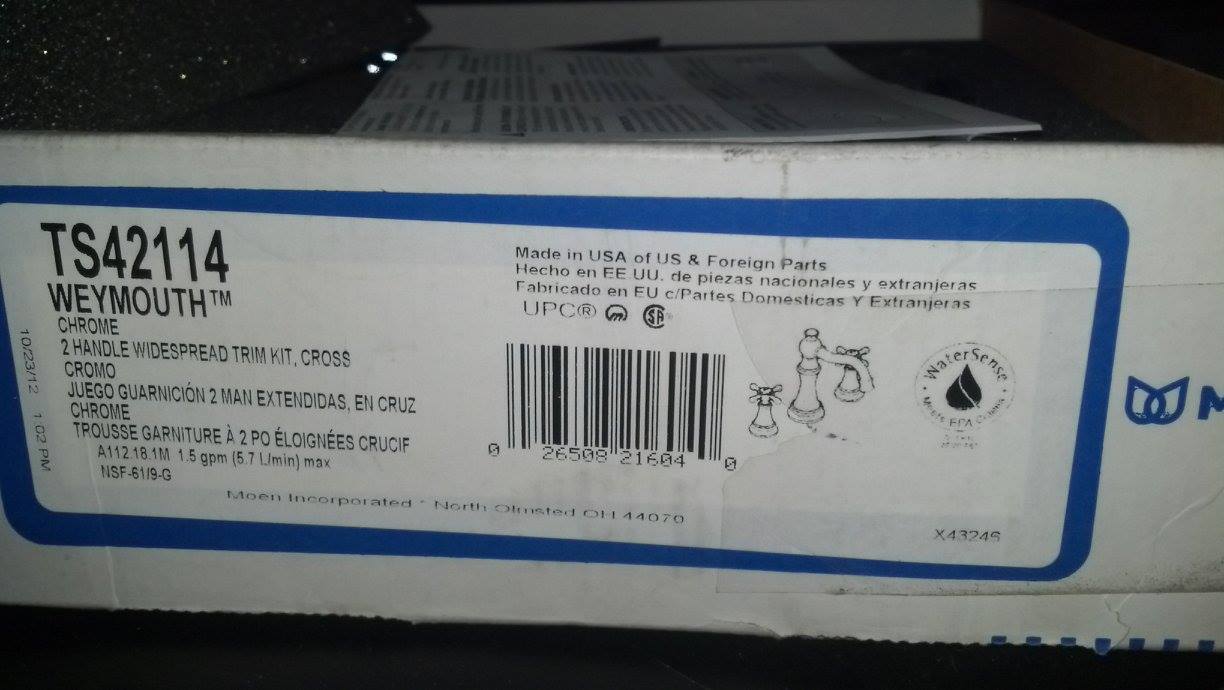 TS42114
WEYMOUTH™
CHROME
2 HANDLE WIDESPREAD TRIM KIT, CROSS
CROMO
JUEGO GUARNICIÓN 2 MAN EXTENDIDAS, EN CRUZ
CHROME
TROUSSE GARNITURE À 2 PO ÉLOIGNÉES CRUCIF
A112.18.1M 1.5 gpm (5.7 L/min) max
NSF-61/9-G
10/23/12 1:02 PM
Made in USA of US & Foreign Parts
Hecho en EE.UU. de piezas nacionales y extranjeras
Fabricado en EU c/Partes Domesticas Y Extranjeras
UPC®
0 26508 21604 0
WaterSense
MEETS EPA
Moen Incorporated * North Olmsted OH 44070
X4324S
M